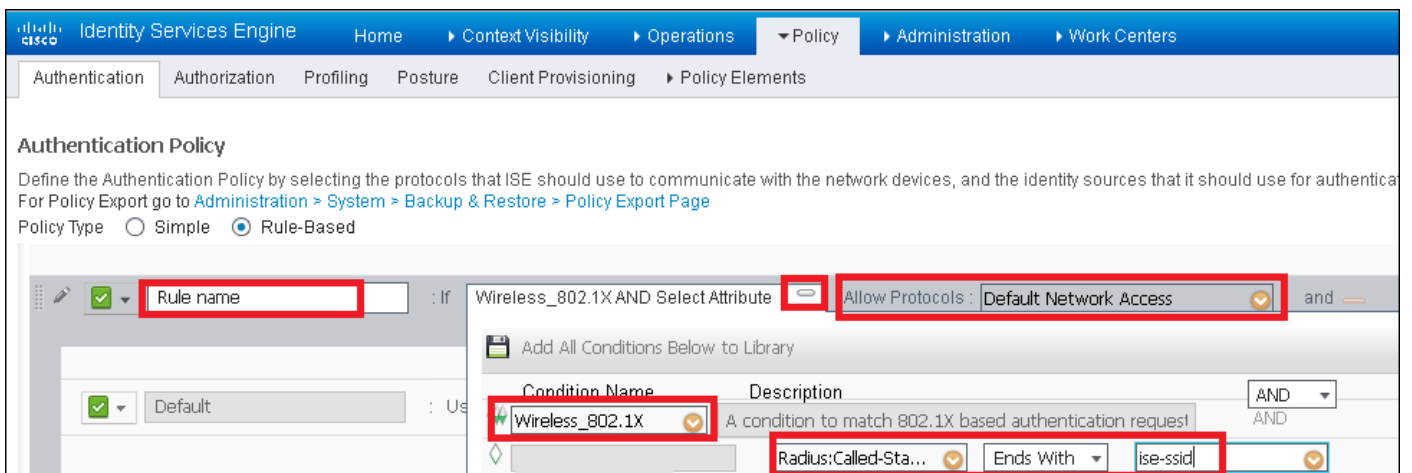 cisco Identity Services Engine Home Context Visibility Operations Policy Administration Work Centers
Authentication Authorization Profiling Posture Client Provisioning Policy Elements
Authentication Policy
Define the Authentication Policy by selecting the protocols that ISE should use to communicate with the network devices, and the identity sources that it should use for authentica
For Policy Export go to Administration > System > Backup & Restore > Policy Export Page
Policy Type Simple Rule-Based
Rule name : If Wireless_802.1X AND Select Attribute Allow Protocols : Default Network Access and
Add All Conditions Below to Library
Condition Name Description AND
Default : Us Wireless_802.1X A condition to match 802.1X based authentication request AND
Radius:Called-Sta... Ends With ise-ssid